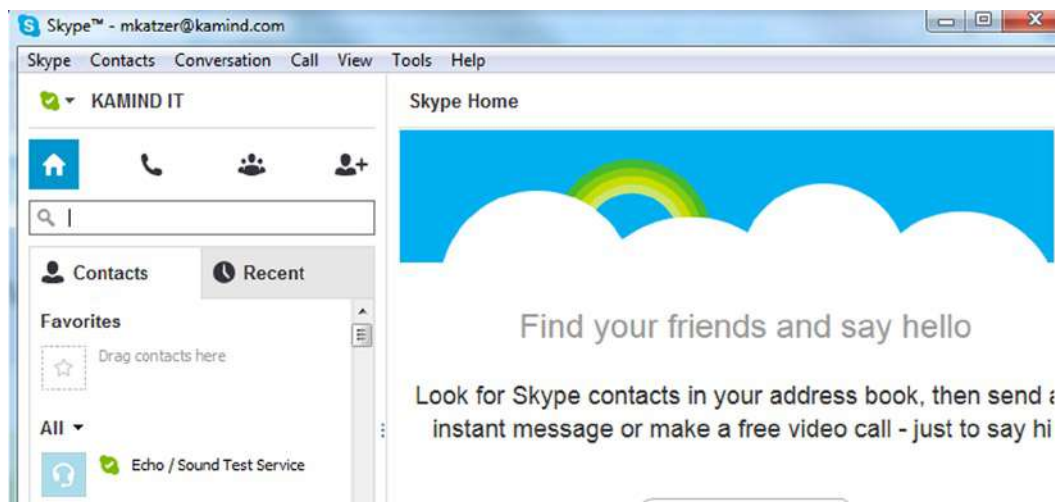 Skype™ - mkatzer@kamind.com
Skype Contacts Conversation Call View Tools Help
KAMIND IT
Skype Home
Contacts
Recent
Favorites
Drag contacts here
All
Echo / Sound Test Service
Find your friends and say hello
Look for Skype contacts in your address book, then send
instant message or make a free video call - just to say hi